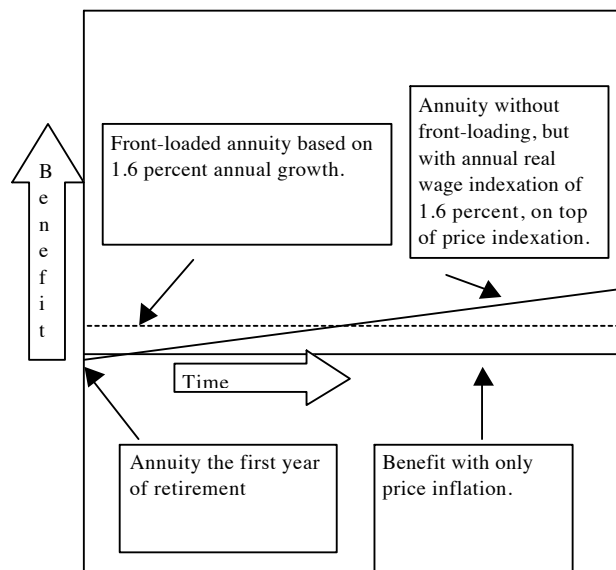 Benefit
Front-loaded annuity based on
1.6 percent annual growth.
Annuity without
front-loading, but
with annual real
wage indexation of
1.6 percent, on top
of price indexation.
Time
Annuity the first year
of retirement
Benefit with only
price inflation.